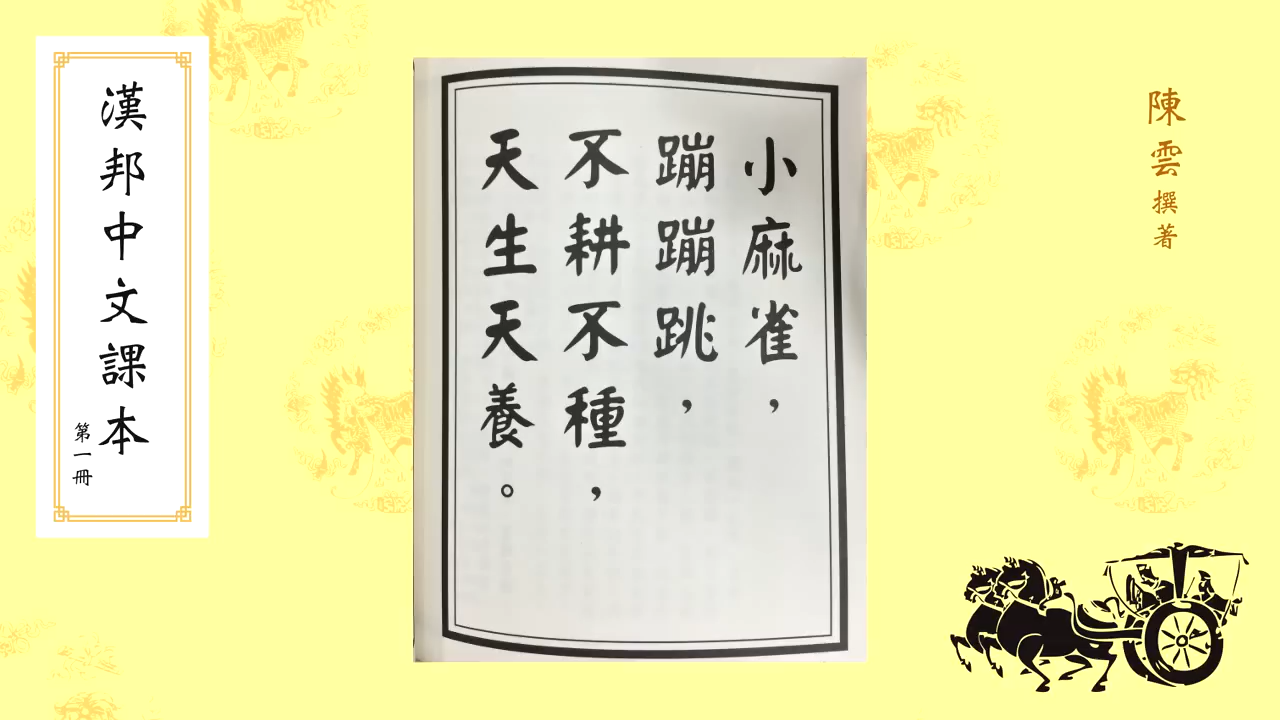 漢邦中文課本
第一冊
小麻雀，
蹦蹦跳，
不耕不種，
天生天養。
陳雲撰著